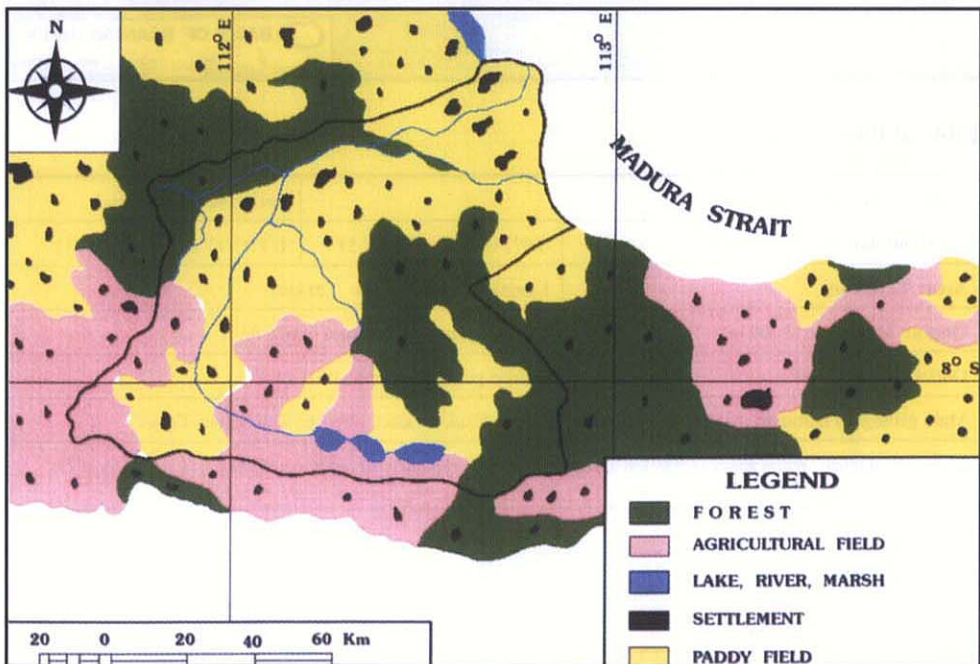 N
112° E
113° E
MADURA STRAIT
8° S
LEGEND
FOREST
AGRICULTURAL FIELD
LAKE, RIVER, MARSH
SETTLEMENT
PADDY FIELD
20 0 20 40 60 Km